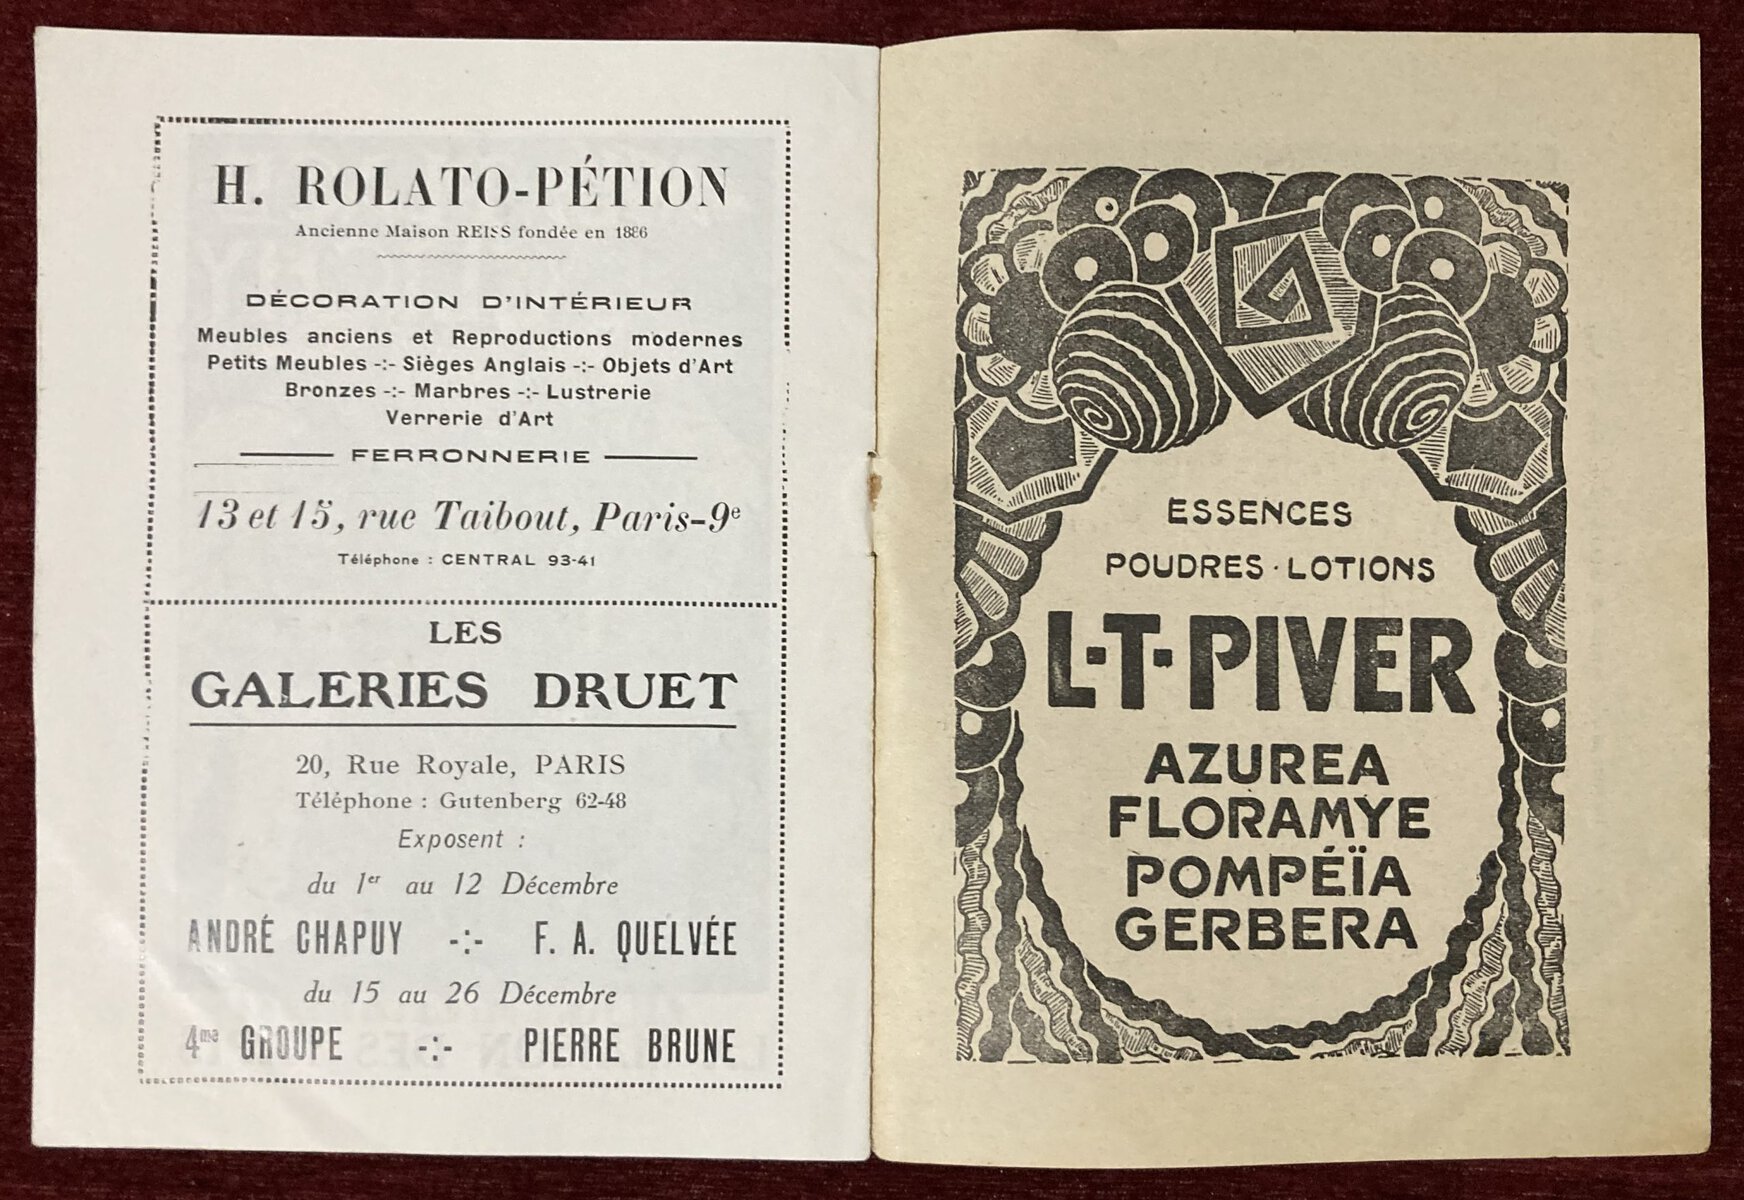 H. ROLATO-PÉTION
Ancienne Maison REISS fondée en 1886
DÉCORATION D'INTÉRIEUR
Meubles anciens et Reproductions modernes
Petits Meubles -:- Sièges Anglais -:- Objets d'Art
Bronzes -:- Marbres -:- Lustrerie
Verrerie d'Art
FERRONNERIE
13 et 15, rue Taibout, Paris-9e
Téléphone : CENTRAL 93-41
LES
GALERIES DRUET
20, Rue Royale, PARIS
Téléphone : Gutenberg 62-48
Exposent :
du 1er au 12 Décembre
ANDRÉ CHAPUY -:- F. A. QUELVÉE
du 15 au 26 Décembre
4me GROUPE -:- PIERRE BRUNE
ESSENCES
POUDRES · LOTIONS
L·T·PIVER
AZUREA
FLORAMYE
POMPÉÏA
GERBERA